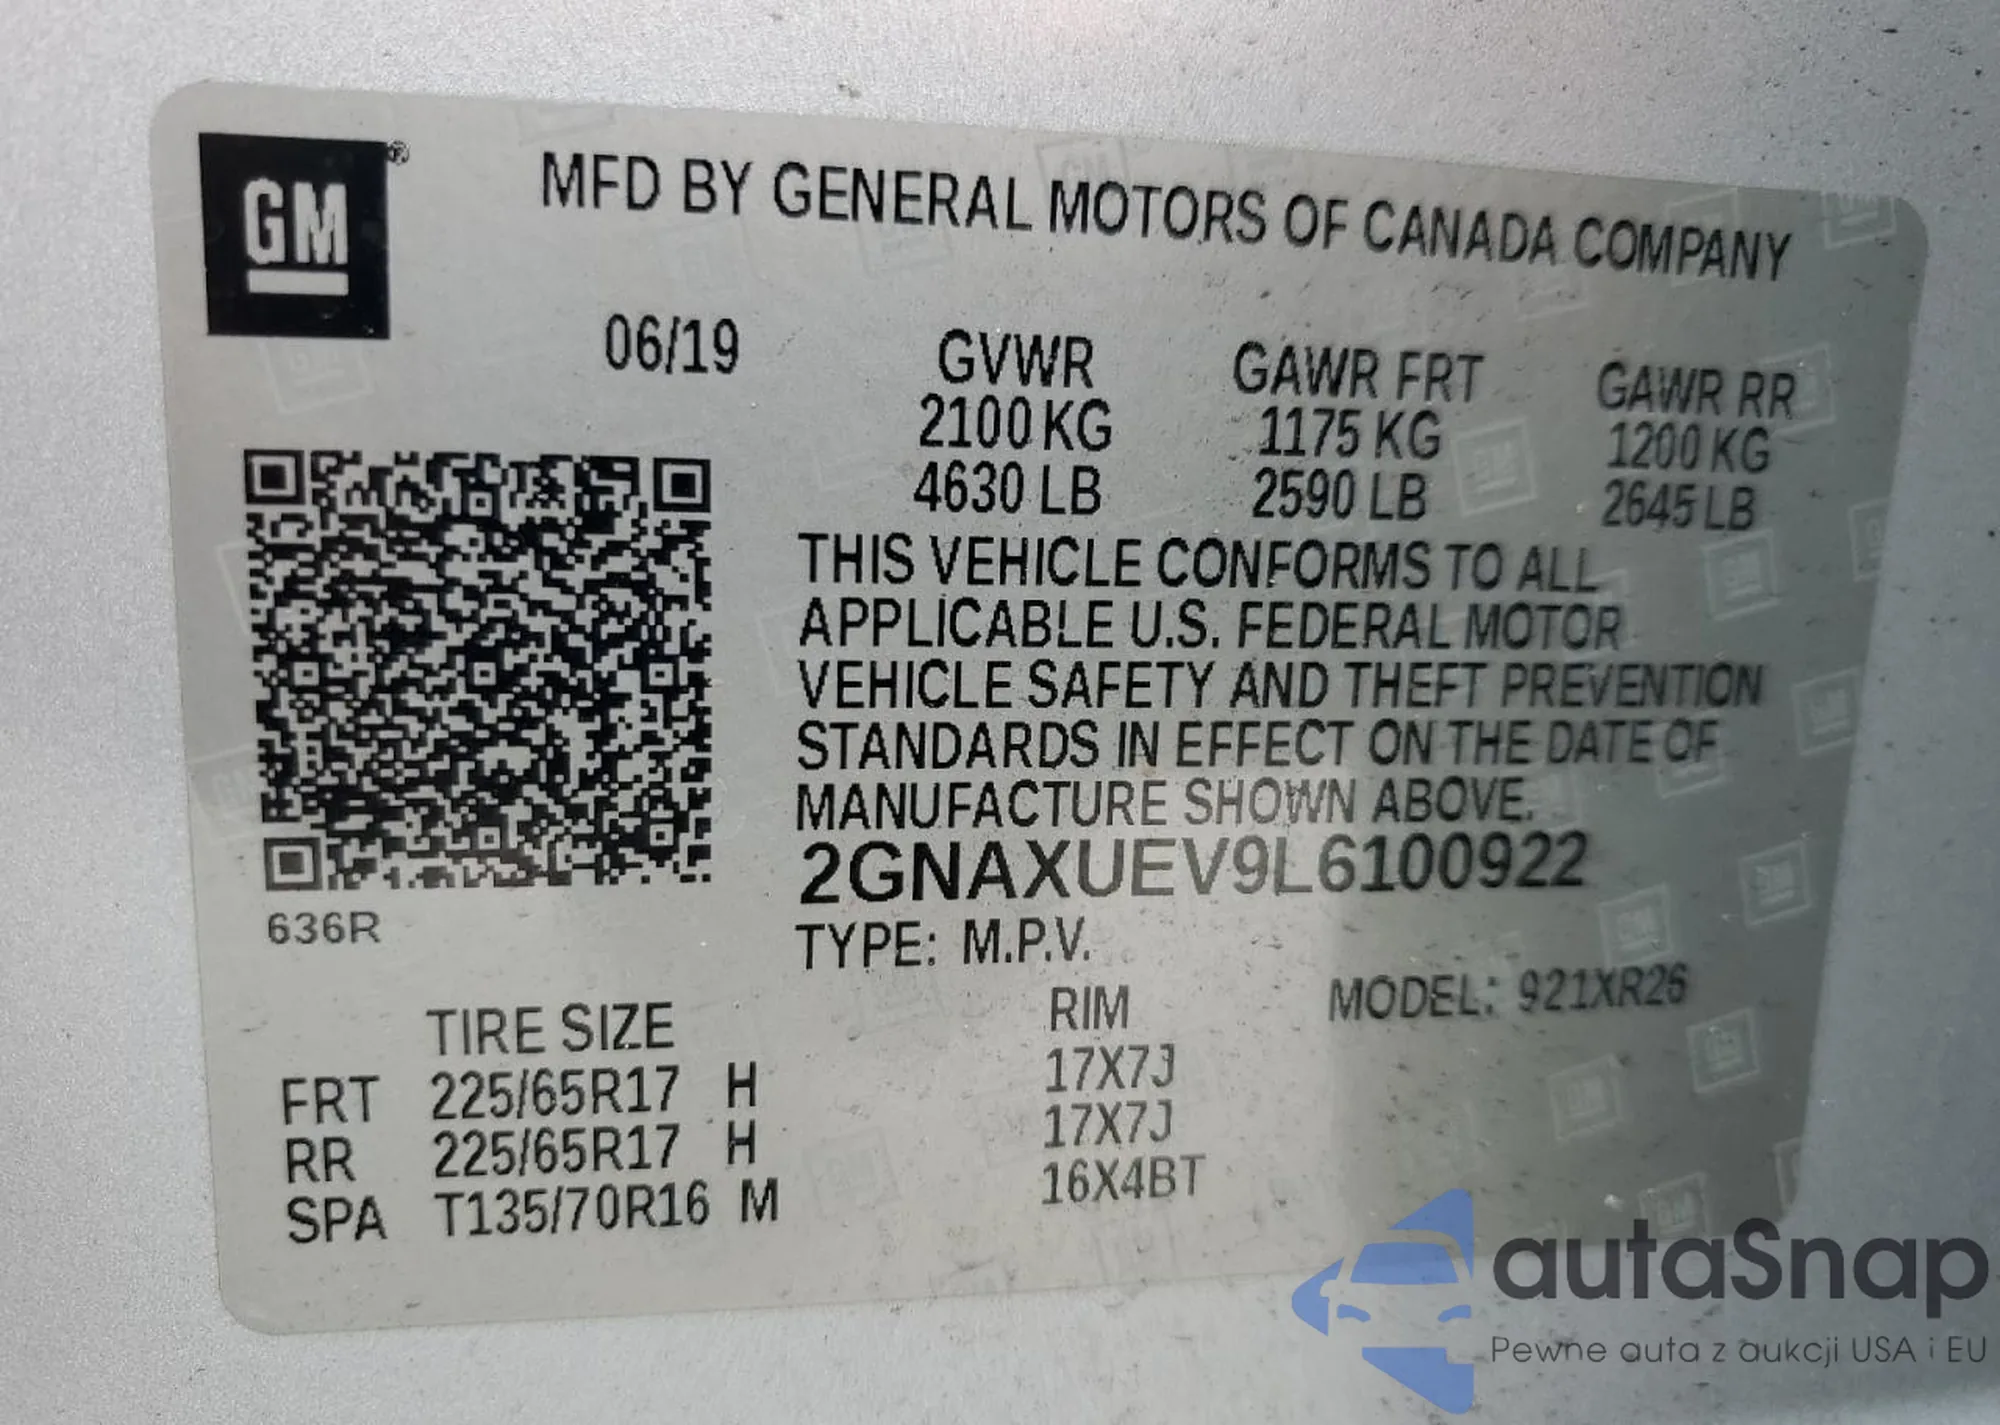 GM®
MFD BY GENERAL MOTORS OF CANADA COMPANY
06/19
GVWR GAWR FRT GAWR RR
2100 KG 1175 KG 1200 KG
4630 LB 2590 LB 2645 LB
THIS VEHICLE CONFORMS TO ALL
APPLICABLE U.S. FEDERAL MOTOR
VEHICLE SAFETY AND THEFT PREVENTION
STANDARDS IN EFFECT ON THE DATE OF
MANUFACTURE SHOWN ABOVE.
2GNAXUEV9L6100922
636R
TYPE: M.P.V.
MODEL: 921XR26
TIRE SIZE RIM
FRT 225/65R17 H 17X7J
RR 225/65R17 H 17X7J
SPA T135/70R16 M 16X4BT
autaSnap
Pewne auta z aukcji USA i EU